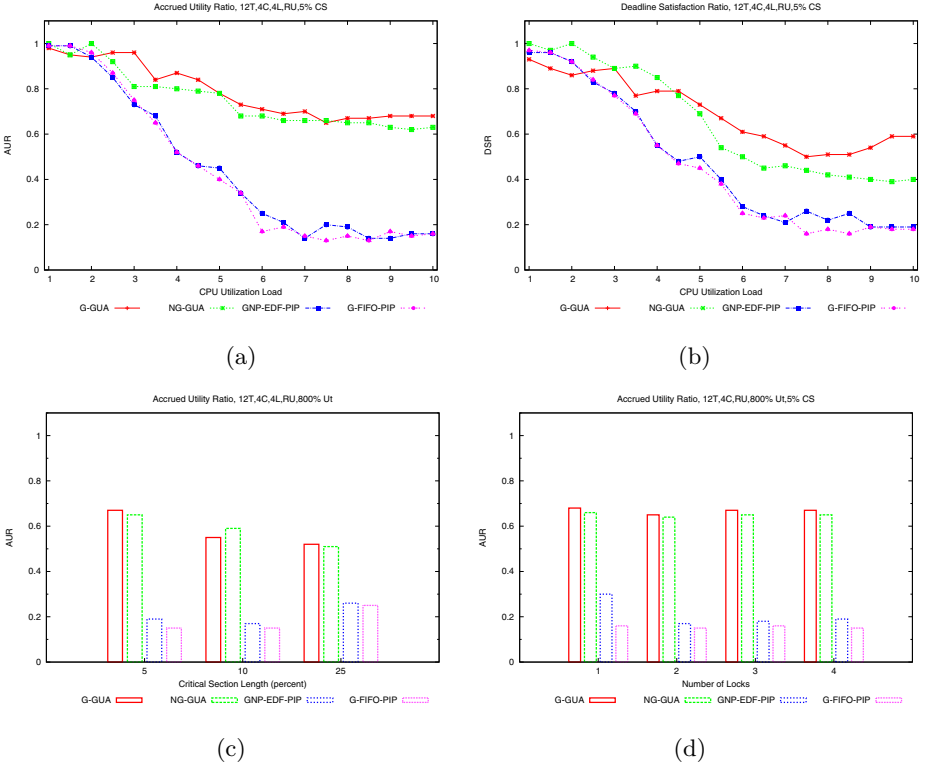 Accrued Utility Ratio, 12T,4C,4L,RU,5% CS
1
0.8
0.6
0.4
0.2
0
AUR
1 2 3 4 5 6 7 8 9 10
CPU Utilization Load
G-GUA NG-GUA GNP-EDF-PIP G-FIFO-PIP
(a)
Deadline Satisfaction Ratio, 12T,4C,4L,RU,5% CS
1
0.8
0.6
0.4
0.2
0
DSR
1 2 3 4 5 6 7 8 9 10
CPU Utilization Load
G-GUA NG-GUA GNP-EDF-PIP G-FIFO-PIP
(b)
Accrued Utility Ratio, 12T,4C,4L,RU,800% Ut
1
0.8
0.6
0.4
0.2
0
AUR
5 10 25
Critical Section Length (percent)
G-GUA NG-GUA GNP-EDF-PIP G-FIFO-PIP
(c)
Accrued Utility Ratio, 12T,4C,RU,800% Ut,5% CS
1
0.8
0.6
0.4
0.2
0
AUR
1 2 3 4
Number of Locks
G-GUA NG-GUA GNP-EDF-PIP G-FIFO-PIP
(d)